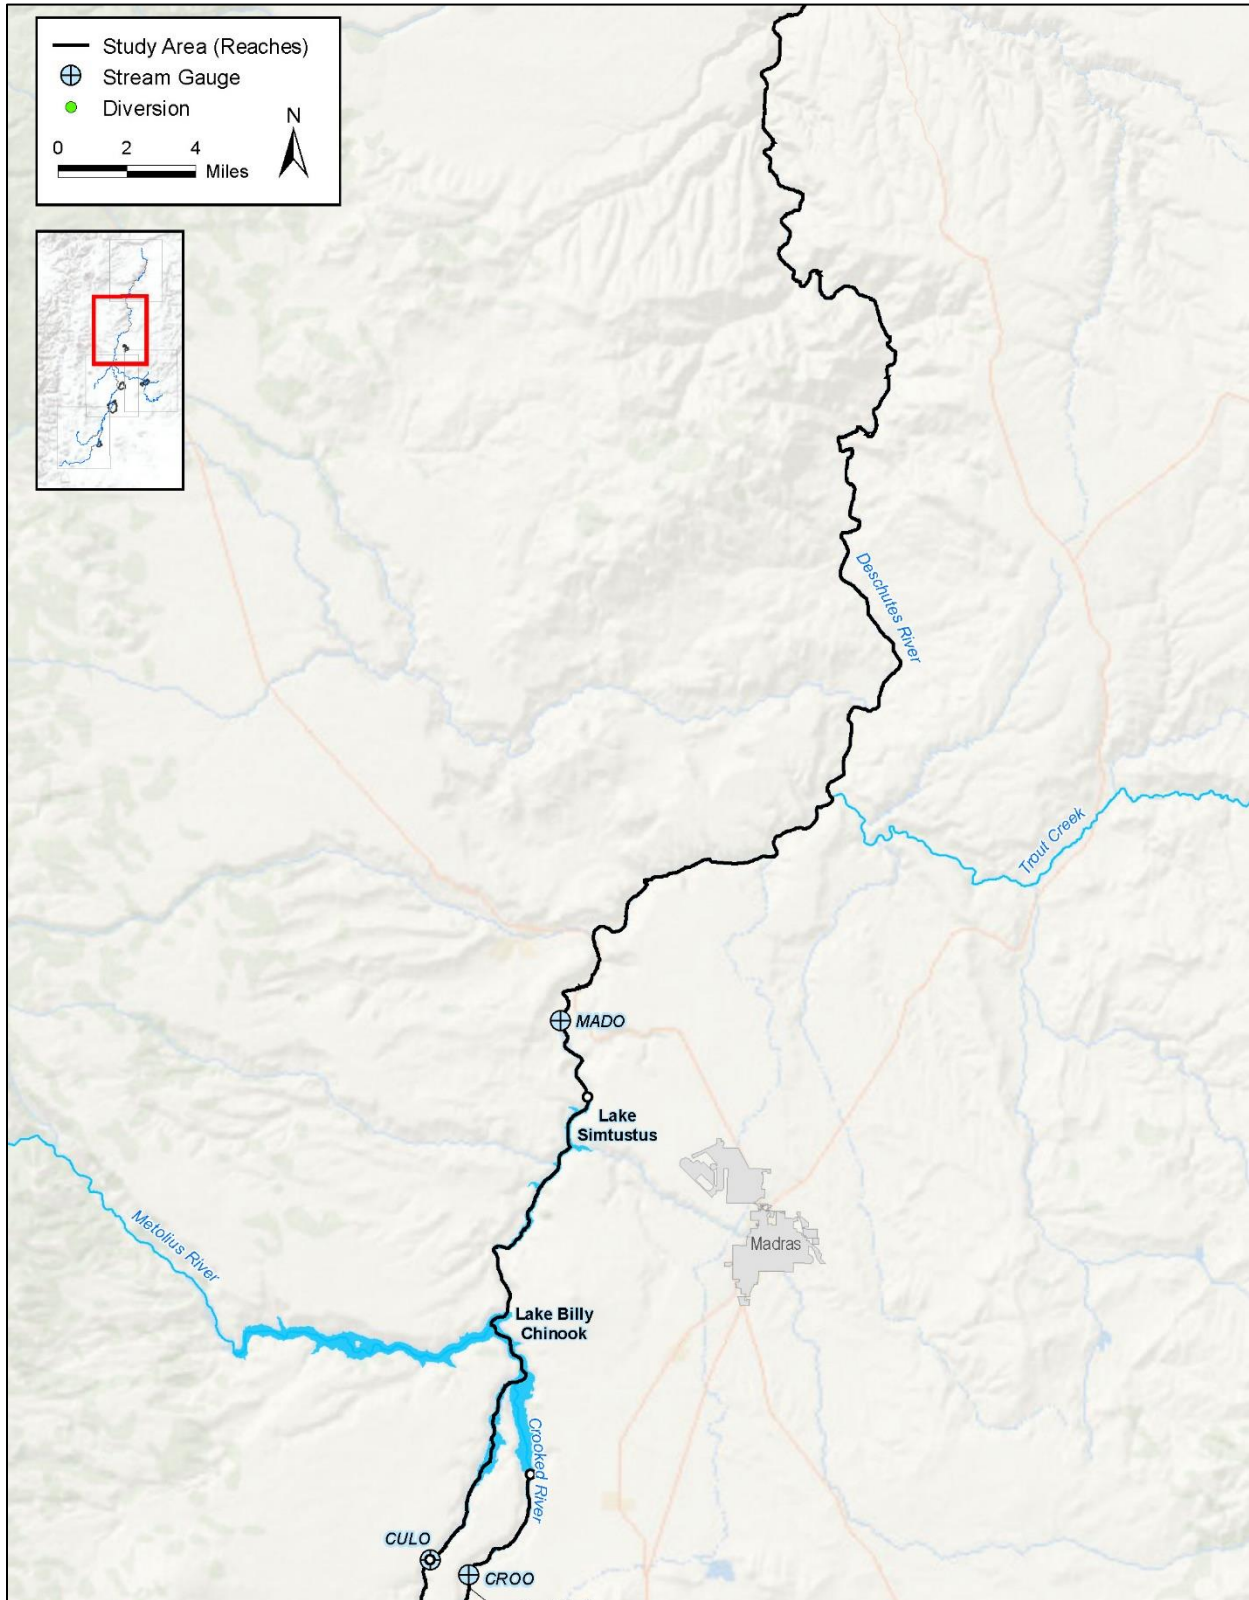 Study Area (Reaches)
Stream Gauge
Diversion
N
0 2 4
Miles
Deschutes River
Trout Creek
MADO
Lake
Simtustus
Metolius River
Madras
Lake Billy
Chinook
Crooked River
CULO
CROO